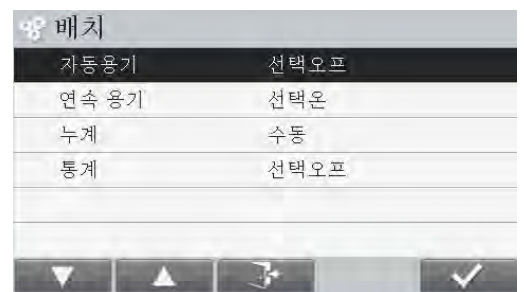 배치
자동용기 선택오프
연속 용기 선택온
누계 수동
통계 선택오프